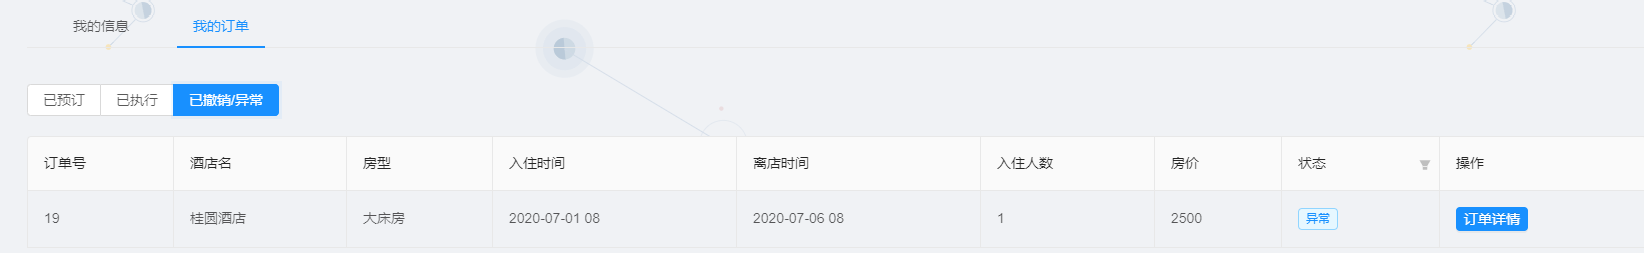 我的信息 我的订单
已预订 已执行 已撤销/异常
订单号 酒店名 房型 入住时间 离店时间 入住人数 房价 状态 操作
19 桂圆酒店 大床房 2020-07-01 08 2020-07-06 08 1 2500 异常 订单详情